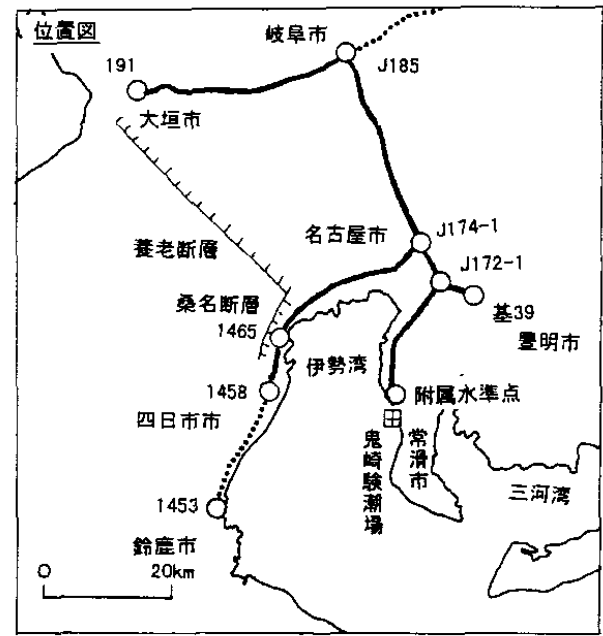 位置図
岐阜市
191
J185
大垣市
名古屋市
J174-1
養老断層
J172-1
桑名断層
1465
基39
伊勢湾
豊明市
1458
附属水準点
四日市市
鬼崎験潮場
常滑市
1453
三河湾
鈴鹿市
0
20km